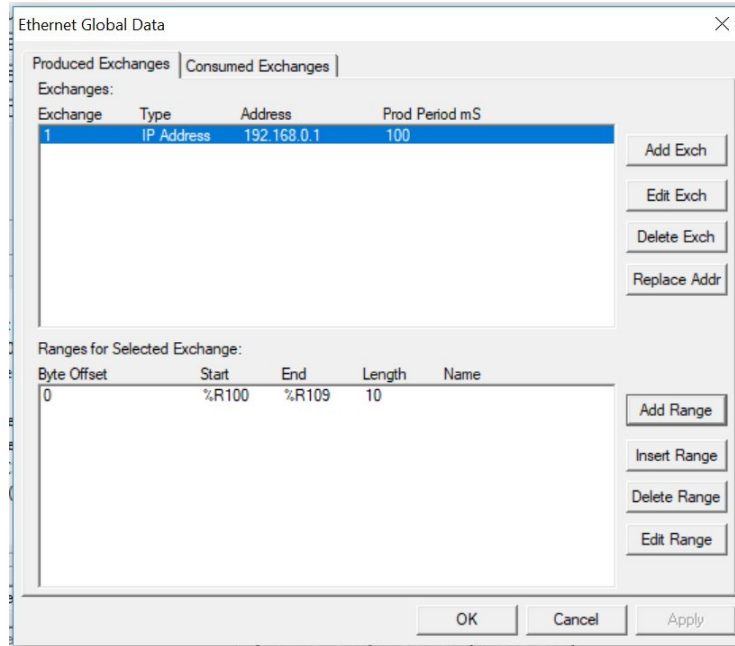 Ethernet Global Data
Produced Exchanges Consumed Exchanges
Exchanges:
Exchange Type Address Prod Period mS
1 IP Address 192.168.0.1 100
Add Exch
Edit Exch
Delete Exch
Replace Addr
Ranges for Selected Exchange:
Byte Offset Start End Length Name
0 %R100 %R109 10
Add Range
Insert Range
Delete Range
Edit Range
OK Cancel Apply